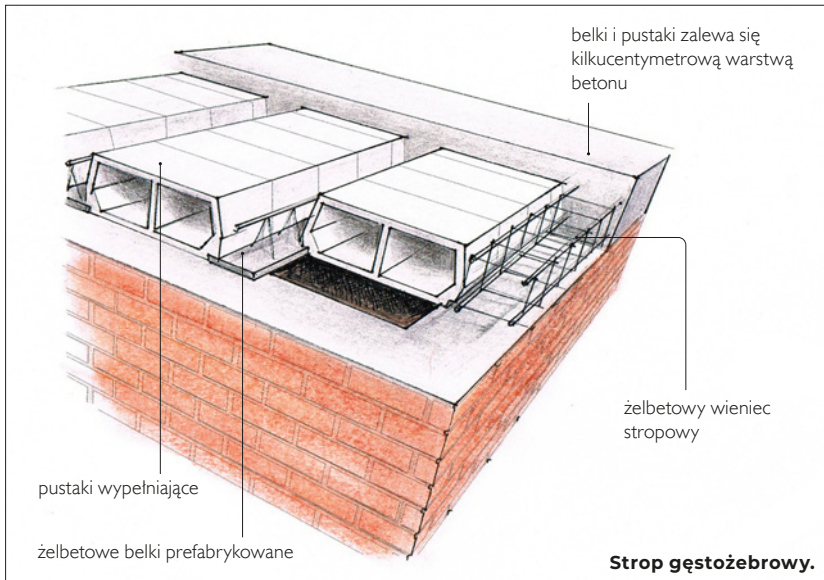 belki i pustaki zalewa się
kilkucentymetrową warstwą
betonu
żelbetowy wieniec
stropowy
pustaki wypełniające
żelbetowe belki prefabrykowane
Strop gęstożebrowy.